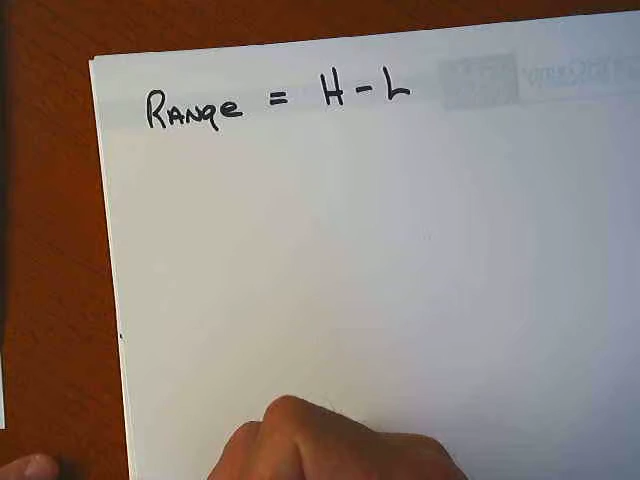 Range = H - L